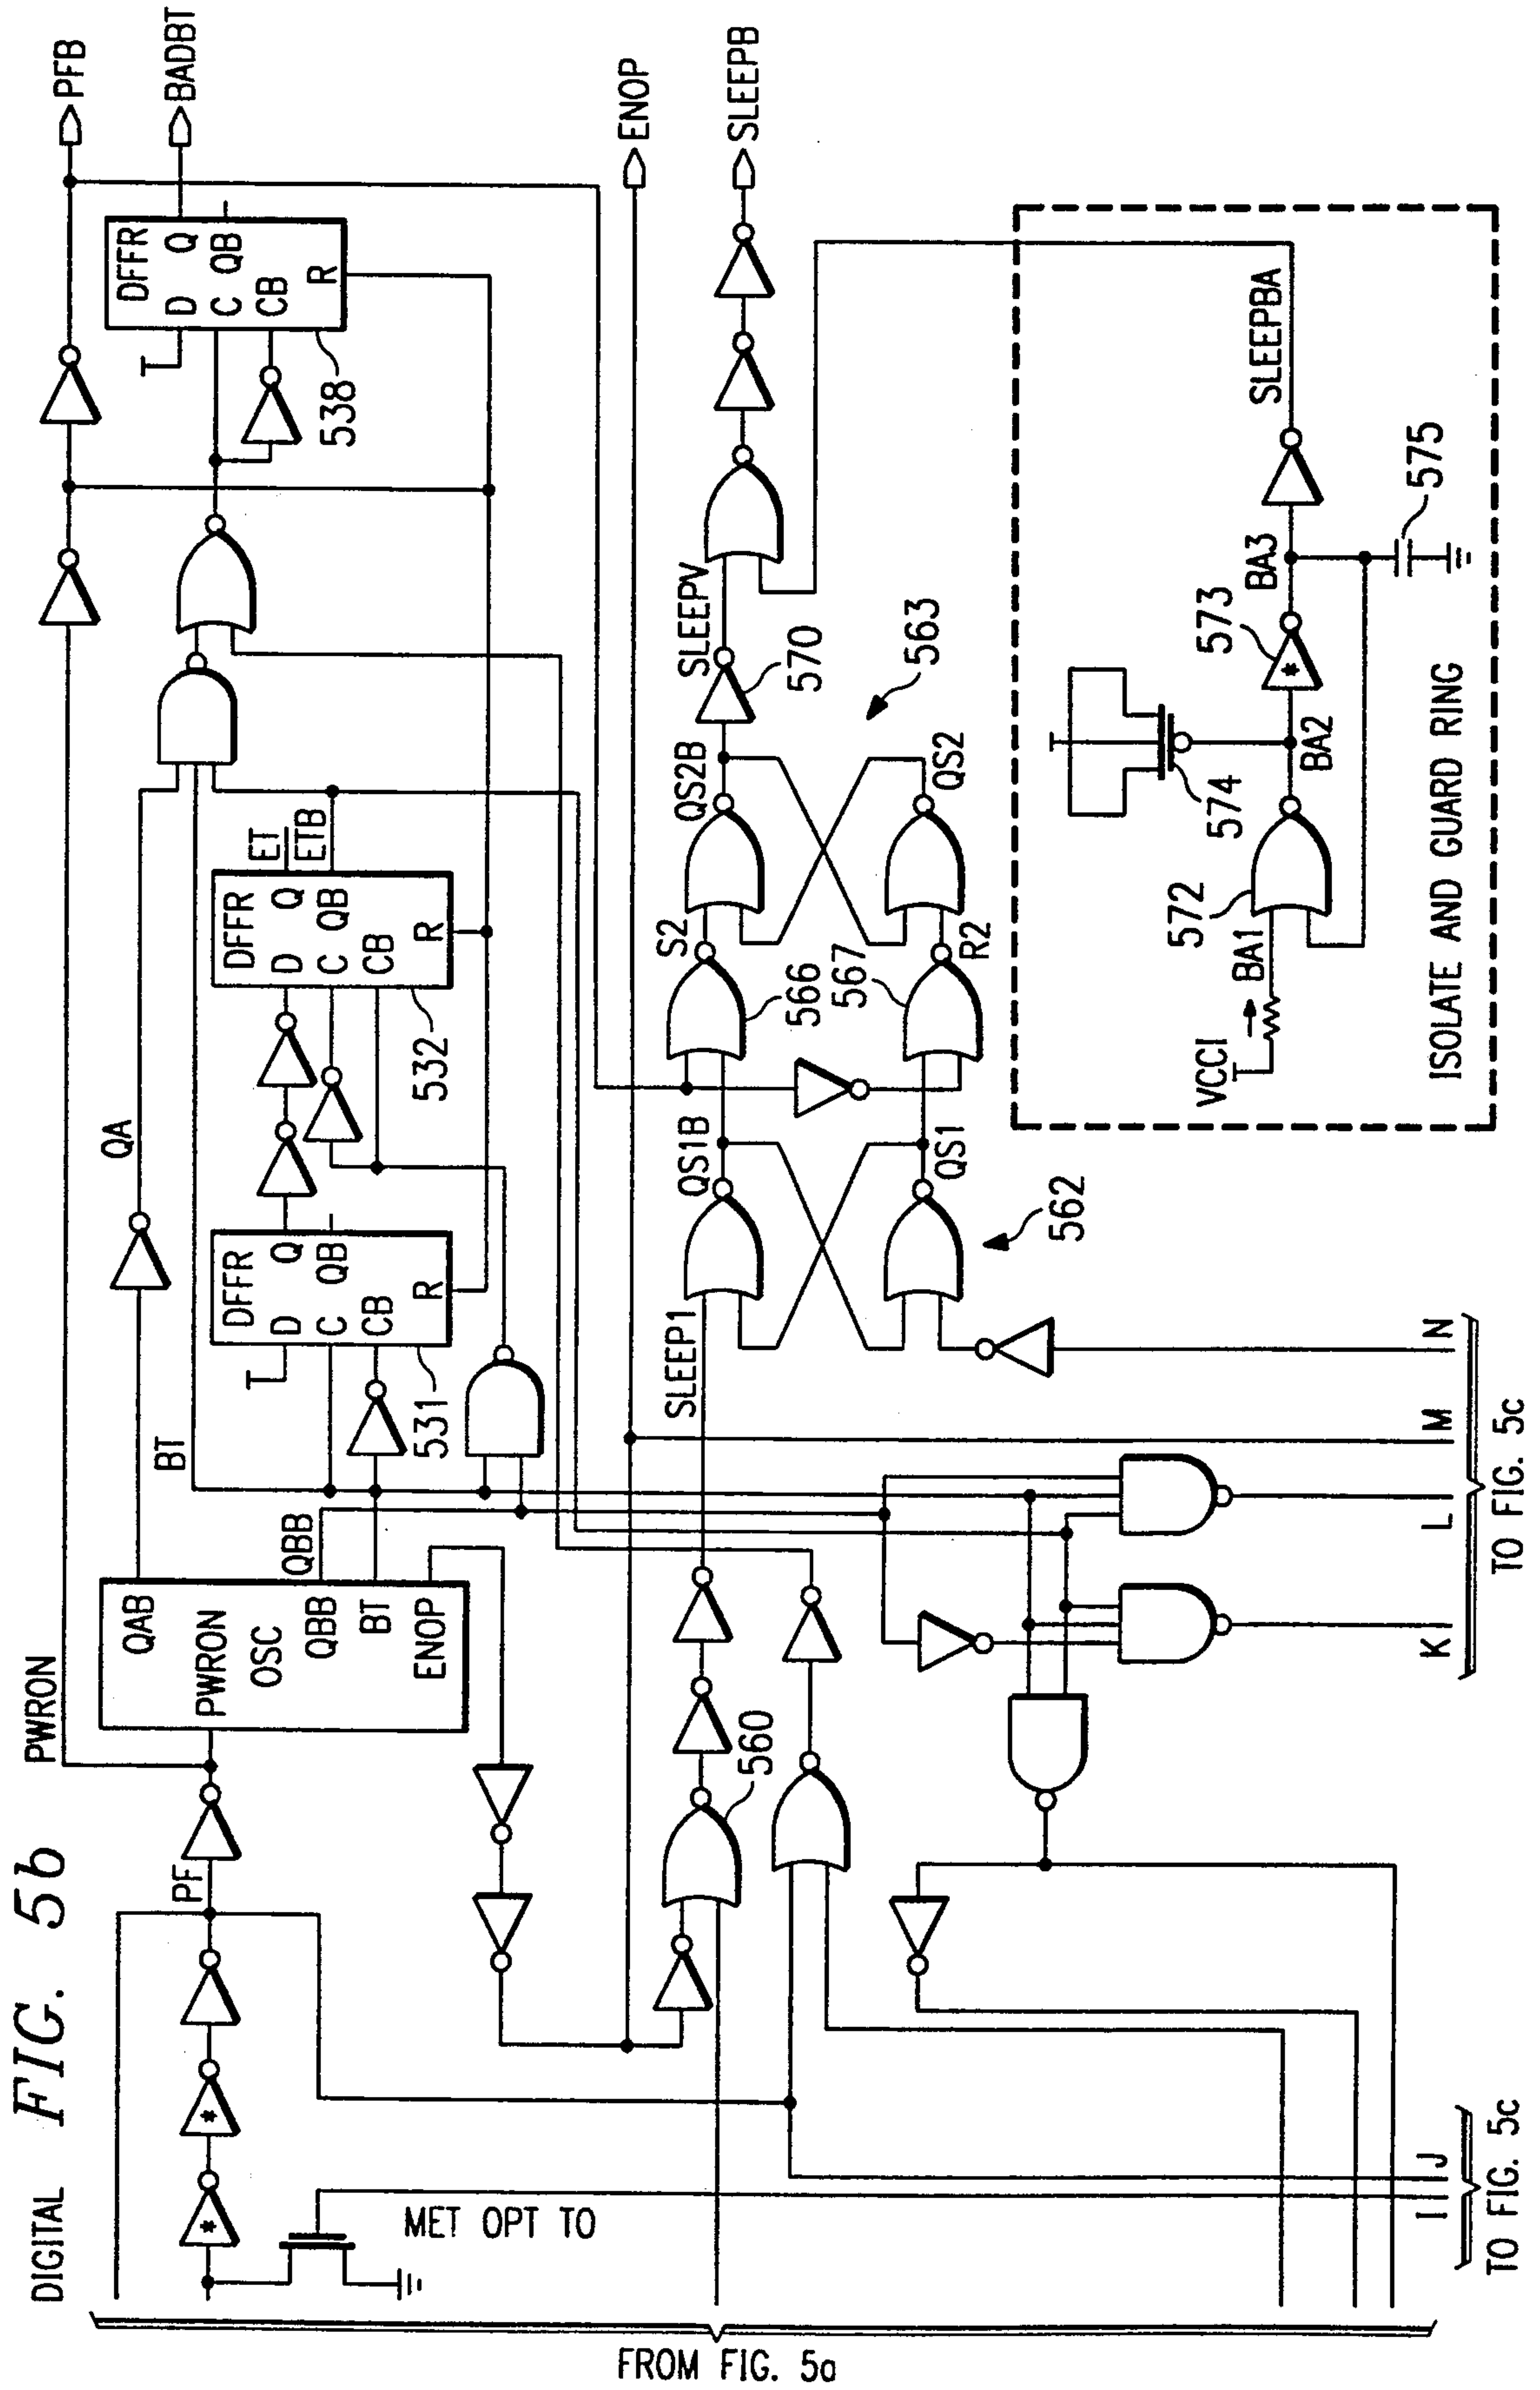 DIGITAL FIG. 5b
FROM FIG. 5a
PF
PWRON
MET OPT TO
QAB
PWRON
OSC
QBB
BT
ENOP
QBB
BT
QA
DFFR
D Q
C QB
CB
R
531
DFFR
D Q
C QB
CB
R
532
ET
ETB
DFFR
D Q
C QB
CB
R
538
PFB
BADBT
ENOP
SLEEPB
560
SLEEP1
QS1B
QS1
562
S2
566
567
R2
QS2B
QS2
563
SLEEPV
570
VCCI
BA1
572
574
BA2
573
BA3
575
SLEEPBA
ISOLATE AND GUARD RING
I J
TO FIG. 5c
K L M N
TO FIG. 5c